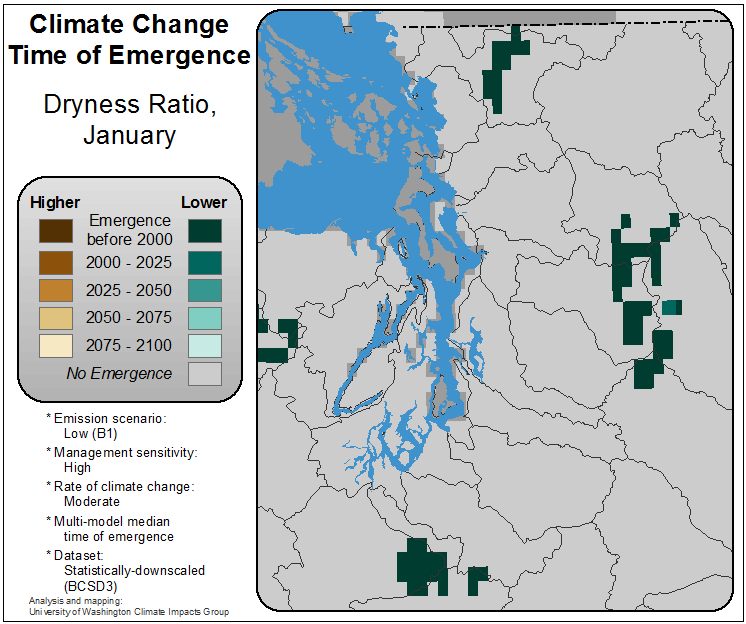 Climate Change
Time of Emergence
Dryness Ratio,
January
Higher Lower
Emergence
before 2000
2000 - 2025
2025 - 2050
2050 - 2075
2075 - 2100
No Emergence
* Emission scenario:
Low (B1)
* Management sensitivity:
High
* Rate of climate change:
Moderate
* Multi-model median
time of emergence
* Dataset:
Statistically-downscaled
(BCSD3)
Analysis and mapping:
University of Washington Climate Impacts Group